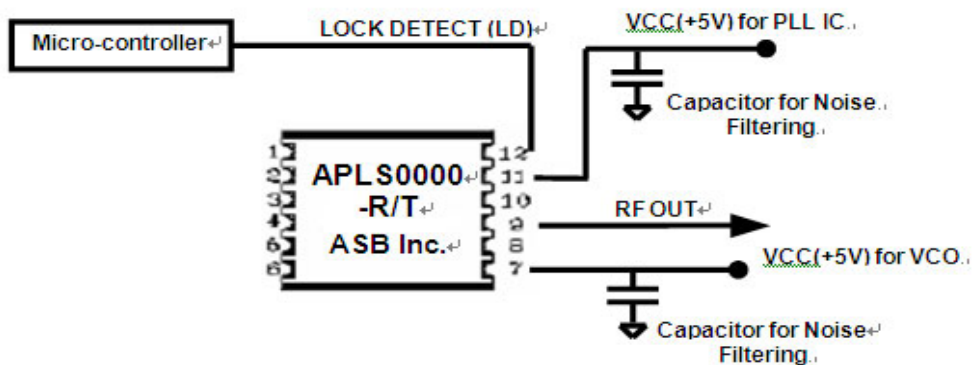 Micro-controller↵
LOCK DETECT (LD)
VCC(+5V) for PLL IC.
Capacitor for Noise.
Filtering.
1
2
3
4
5
6
APLS0000↵
-R/T↵
ASB Inc.↵
12
11
10
9
8
7
RF OUT↵
VCC(+5V) for VCO.
Capacitor for Noise↵
Filtering.